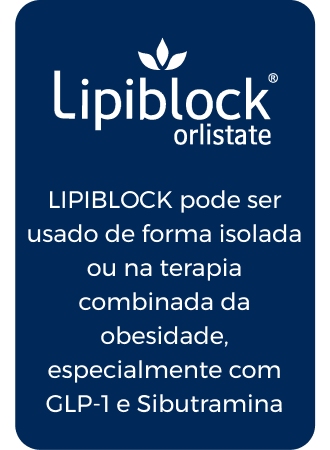 Lipiblock®
orlistate
LIPIBLOCK pode ser
usado de forma isolada
ou na terapia
combinada da
obesidade,
especialmente com
GLP-1 e Sibutramina